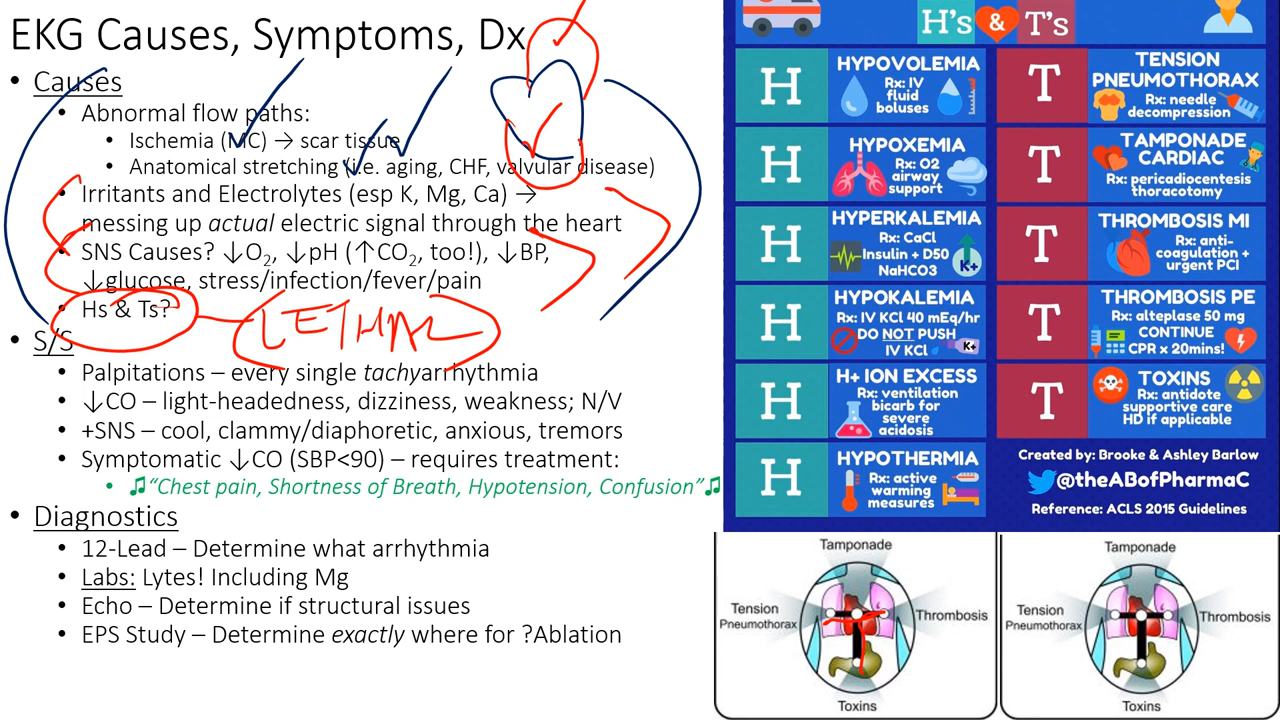 EKG Causes, Symptoms, Dx
• Causes
• Abnormal flow paths:
• Ischemia (MC) → scar tissue
• Anatomical stretching (i.e. aging, CHF, valvular disease)
• Irritants and Electrolytes (esp K, Mg, Ca) →
messing up actual electric signal through the heart
• SNS Causes? ↓O₂, ↓pH (↑CO₂, too!), ↓BP,
↓glucose, stress/infection/fever/pain
• Hs & Ts?
LETHAL
• S/S
• Palpitations – every single tachyarrhythmia
• ↓CO – light-headedness, dizziness, weakness; N/V
• +SNS – cool, clammy/diaphoretic, anxious, tremors
• Symptomatic ↓CO (SBP<90) – requires treatment:
• ♫“Chest pain, Shortness of Breath, Hypotension, Confusion”♫
• Diagnostics
• 12-Lead – Determine what arrhythmia
• Labs: Lytes! Including Mg
• Echo – Determine if structural issues
• EPS Study – Determine exactly where for ?Ablation
H's & T's
H
HYPOVOLEMIA
Rx: IV
fluid
boluses
H
HYPOXEMIA
Rx: O2
airway
support
H
HYPERKALEMIA
Rx: CaCl
Insulin + D50
NaHCO3
K+
H
HYPOKALEMIA
Rx: IV KCl 40 mEq/hr
DO NOT PUSH
IV KCl
K+
H
H+ ION EXCESS
Rx: ventilation
bicarb for
severe
acidosis
H
HYPOTHERMIA
Rx: active
warming
measures
T
TENSION
PNEUMOTHORAX
Rx: needle
decompression
T
TAMPONADE
CARDIAC
Rx: pericardiocentesis
thoracotomy
T
THROMBOSIS MI
Rx: anti-
coagulation +
urgent PCI
T
THROMBOSIS PE
Rx: alteplase 50 mg
CONTINUE
CPR x 20mins!
T
TOXINS
Rx: antidote
supportive care
HD if applicable
Created by: Brooke & Ashley Barlow
@theABofPharmaC
Reference: ACLS 2015 Guidelines
Tamponade
Tension
Pneumothorax
Thrombosis
Toxins
Tamponade
Tension
Pneumothorax
Thrombosis
Toxins